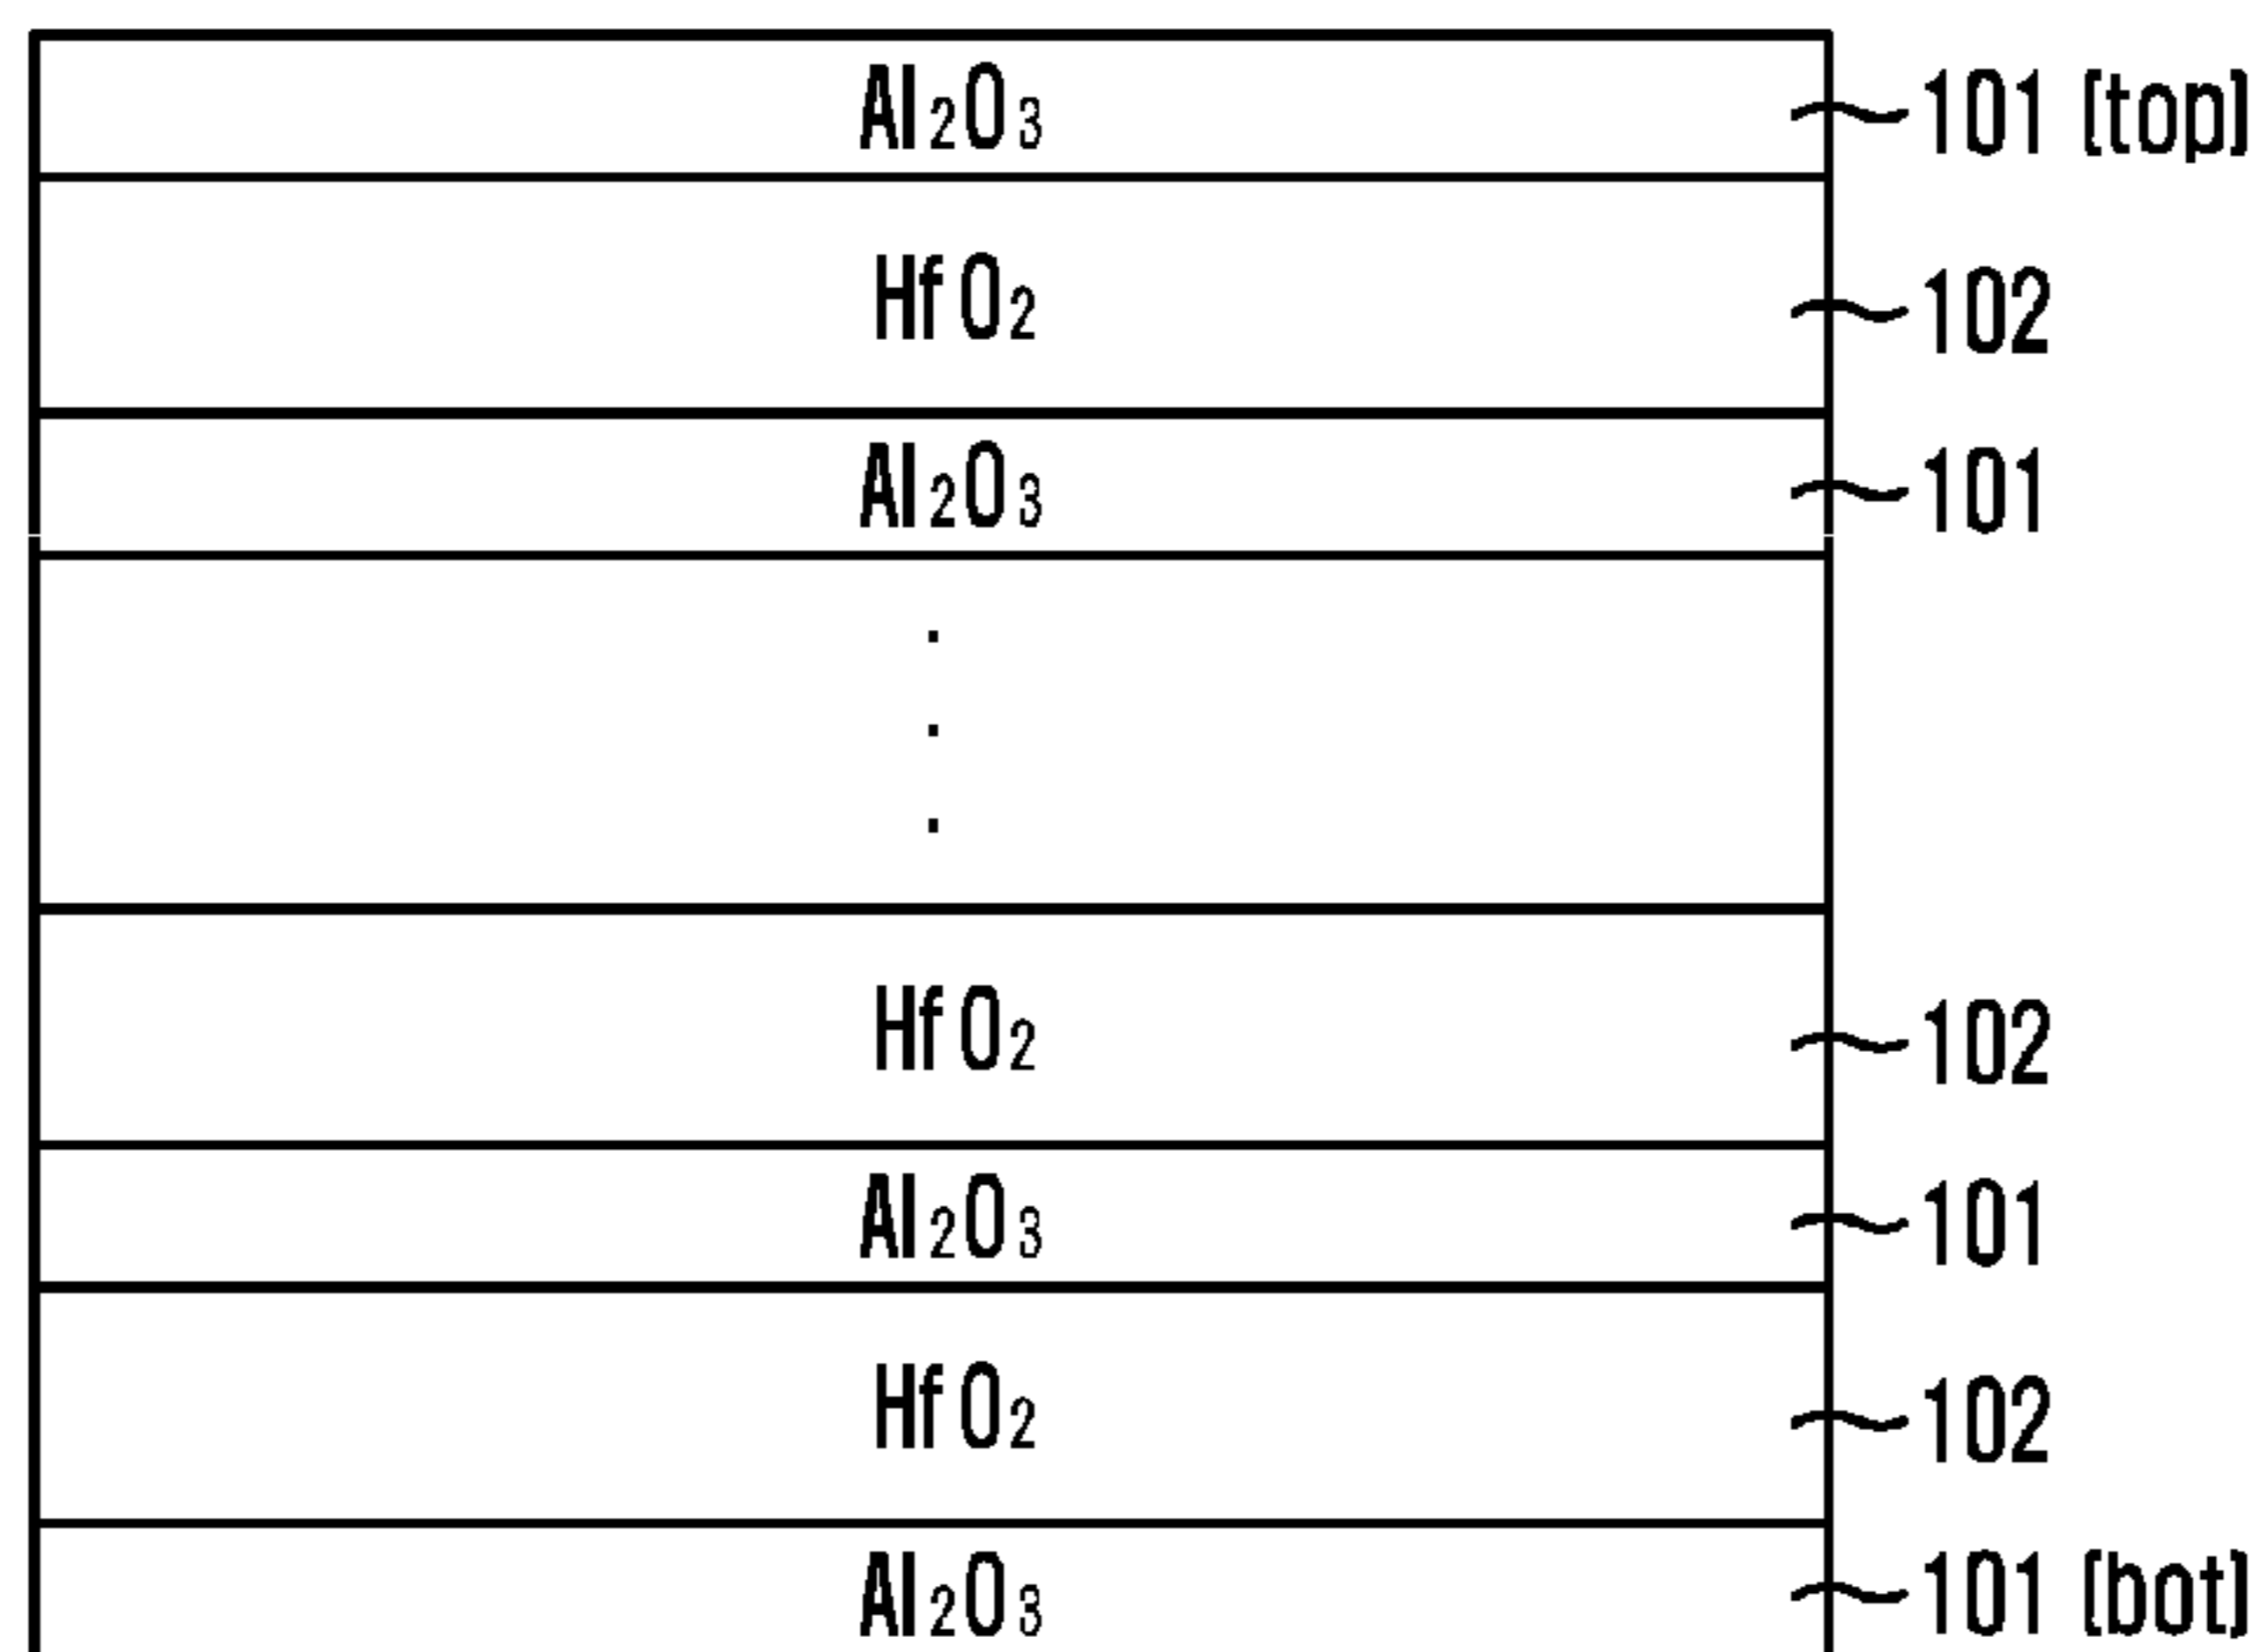 Al₂O₃ 101 (top)
HfO₂ 102
Al₂O₃ 101
.
.
.
HfO₂ 102
Al₂O₃ 101
HfO₂ 102
Al₂O₃ 101 (bot)